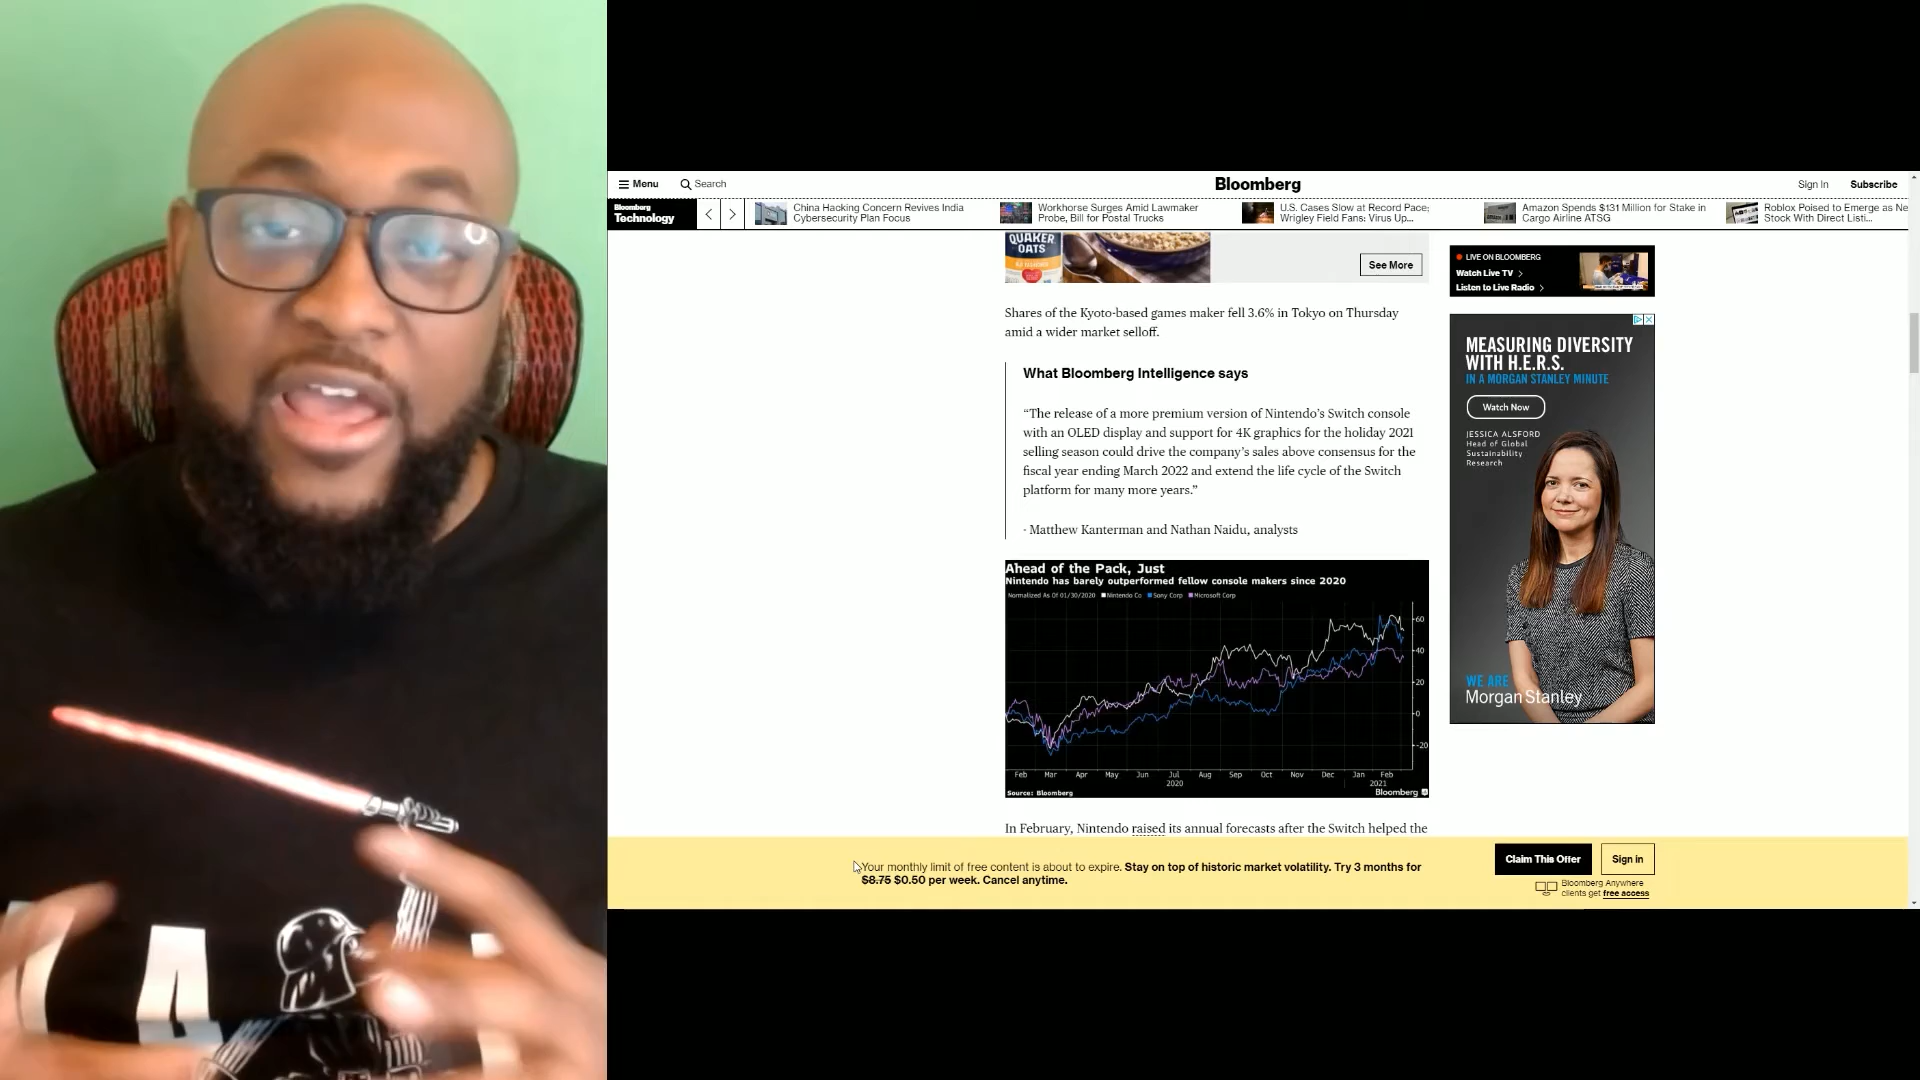 Menu
Search
Bloomberg
Sign In
Subscribe
Bloomberg
Technology
China Hacking Concern Revives India
Cybersecurity Plan Focus
Workhorse Surges Amid Lawmaker
Probe, Bill for Postal Trucks
U.S. Cases Slow at Record Pace;
Wrigley Field Fans: Virus Up...
Amazon Spends $131 Million for Stake in
Cargo Airline ATSG
Roblox Poised to Emerge as Ne
Stock With Direct Listi...
QUAKER
OATS
See More
Shares of the Kyoto-based games maker fell 3.6% in Tokyo on Thursday
amid a wider market selloff.
What Bloomberg Intelligence says
“The release of a more premium version of Nintendo’s Switch console
with an OLED display and support for 4K graphics for the holiday 2021
selling season could drive the company’s sales above consensus for the
fiscal year ending March 2022 and extend the life cycle of the Switch
platform for many more years.”
- Matthew Kanterman and Nathan Naidu, analysts
Ahead of the Pack, Just
Nintendo has barely outperformed fellow console makers since 2020
Normalized As Of 01/30/2020 Nintendo Co Sony Corp Microsoft Corp
60
40
20
0
-20
Feb Mar Apr May Jun Jul Aug Sep Oct Nov Dec Jan Feb
2020 2021
Source: Bloomberg
Bloomberg
In February, Nintendo raised its annual forecasts after the Switch helped the
LIVE ON BLOOMBERG
Watch Live TV
Listen to Live Radio
MEASURING DIVERSITY
WITH H.E.R.S.
IN A MORGAN STANLEY MINUTE
Watch Now
JESSICA ALSFORD
Head of Global
Sustainability
Research
WE ARE
Morgan Stanley
Your monthly limit of free content is about to expire. Stay on top of historic market volatility. Try 3 months for
$8.75 $0.50 per week. Cancel anytime.
Claim This Offer
Sign in
Bloomberg Anywhere
clients get free access